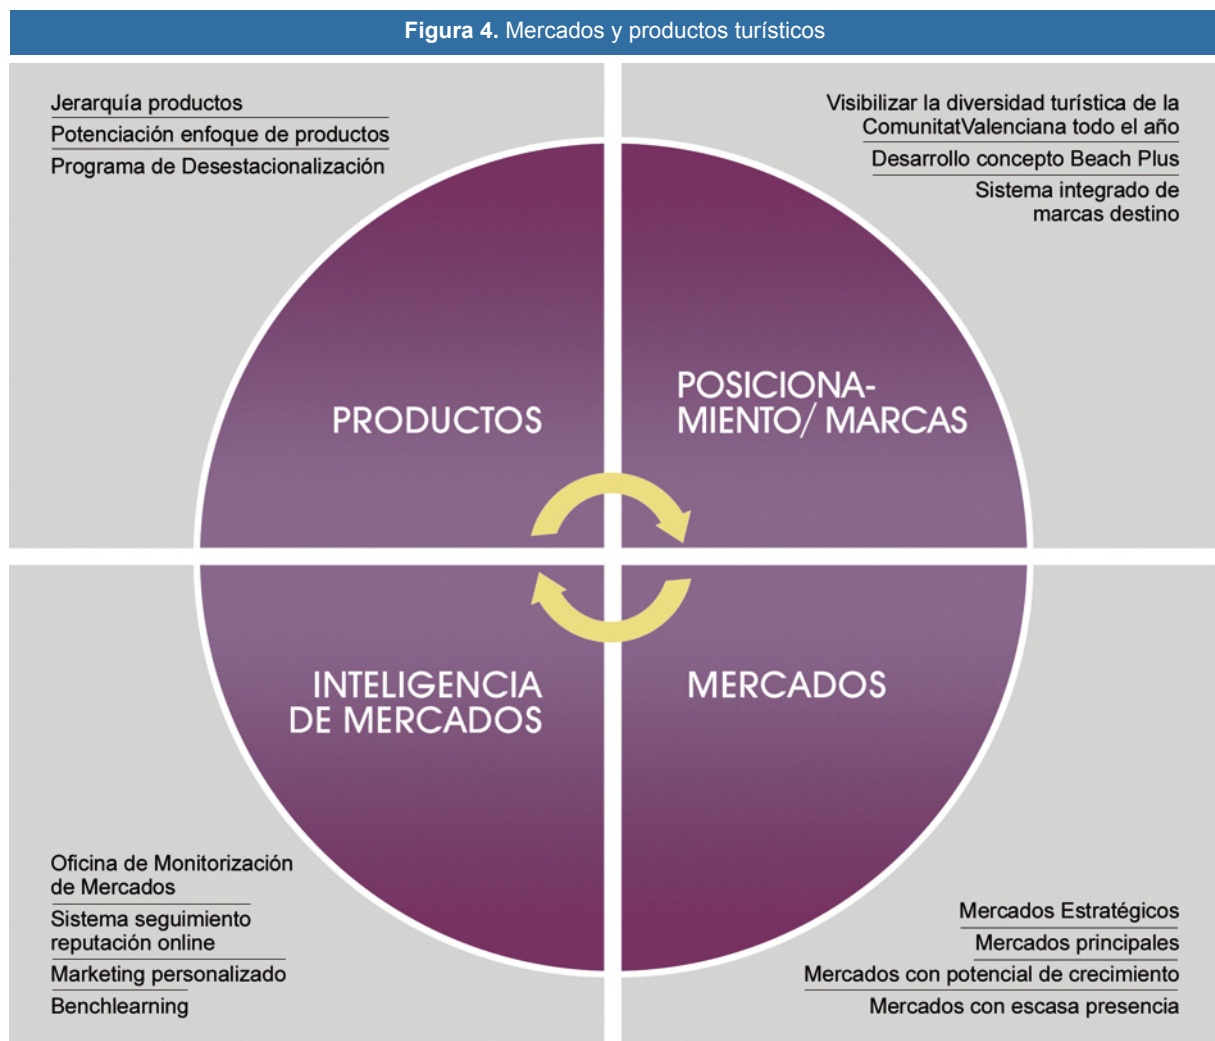 Figura 4. Mercados y productos turísticos
Jerarquía productos
Potenciación enfoque de productos
Programa de Desestacionalización
Visibilizar la diversidad turística de la
ComunitatValenciana todo el año
Desarrollo concepto Beach Plus
Sistema integrado de
marcas destino
PRODUCTOS
POSICIONA-
MIENTO/ MARCAS
INTELIGENCIA
DE MERCADOS
MERCADOS
Oficina de Monitorización
de Mercados
Sistema seguimiento
reputación online
Marketing personalizado
Benchlearning
Mercados Estratégicos
Mercados principales
Mercados con potencial de crecimiento
Mercados con escasa presencia